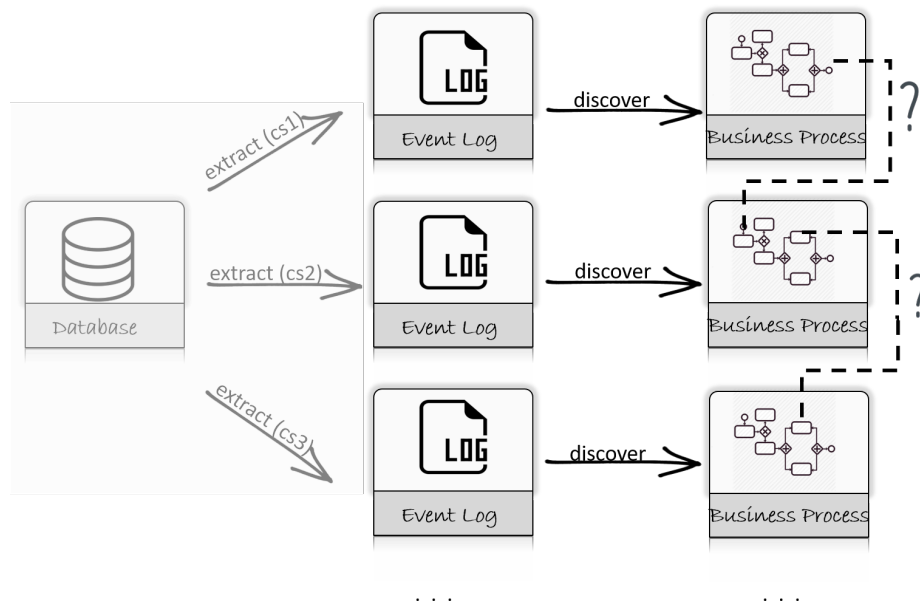 LOG
Event Log
discover
Business Process
?
extract (cs1)
Database
extract (cs2)
LOG
Event Log
discover
Business Process
?
extract (cs3)
LOG
Event Log
discover
Business Process
...
...